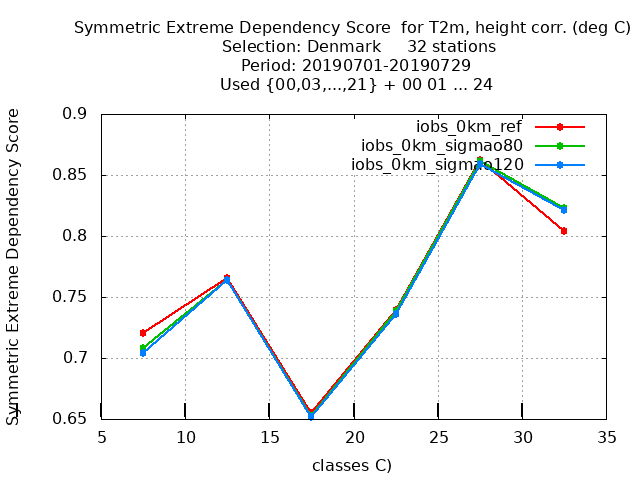 Symmetric Extreme Dependency Score for T2m, height corr. (deg C)
Selection: Denmark 32 stations
Period: 20190701-20190729
Used {00,03,...,21} + 00 01 ... 24
Symmetric Extreme Dependency Score
0.9
0.85
0.8
0.75
0.7
0.65
iobs_0km_ref
iobs_0km_sigmao80
iobs_0km_sigmao120
5 10 15 20 25 30 35
classes C)